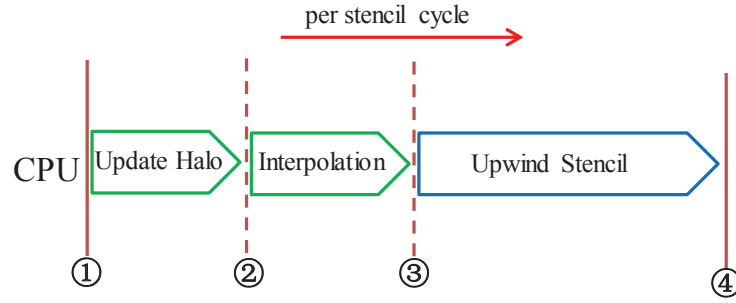 per stencil cycle
CPU
Update Halo
Interpolation
Upwind Stencil
①
②
③
④